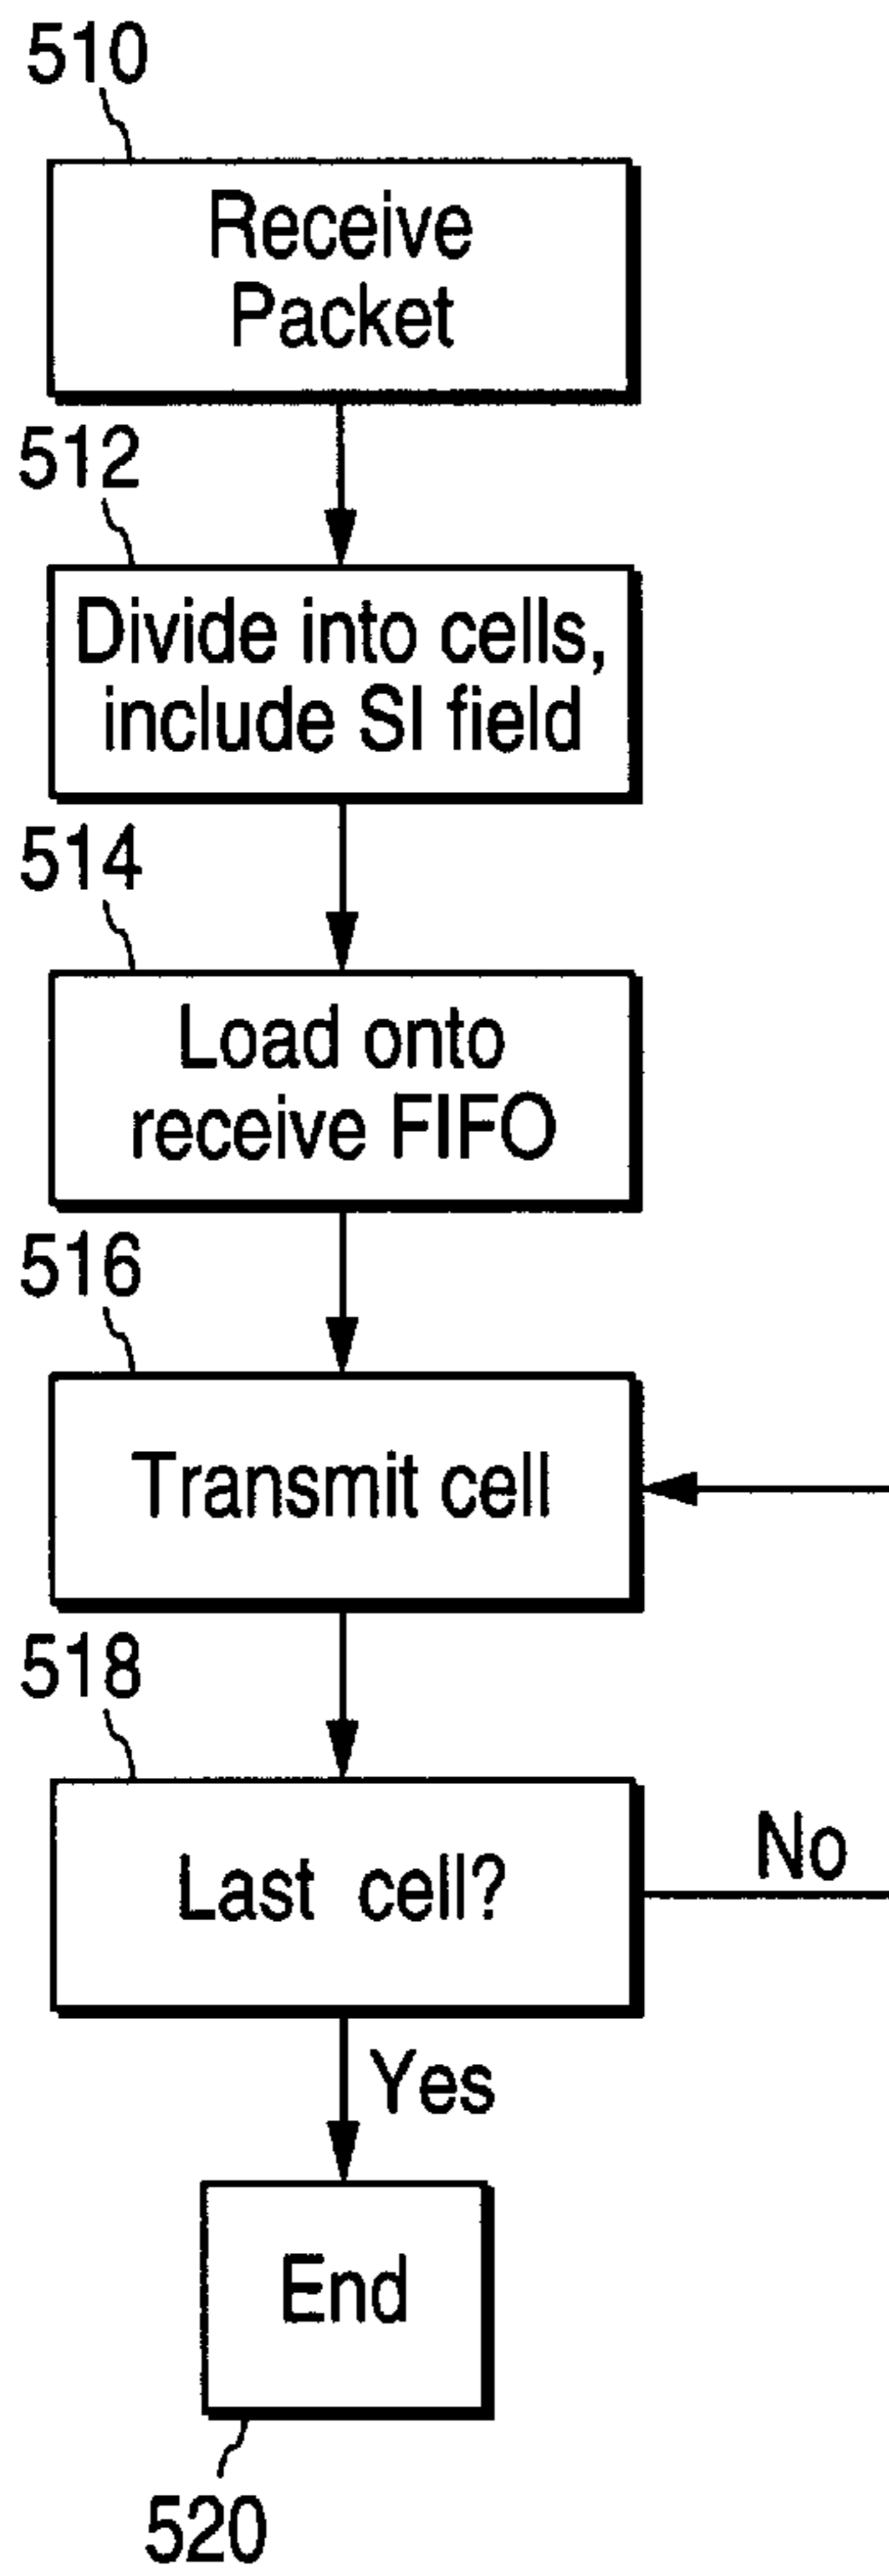 510
Receive
Packet
512
Divide into cells,
include SI field
514
Load onto
receive FIFO
516
Transmit cell
518
Last cell?
No
Yes
End
520